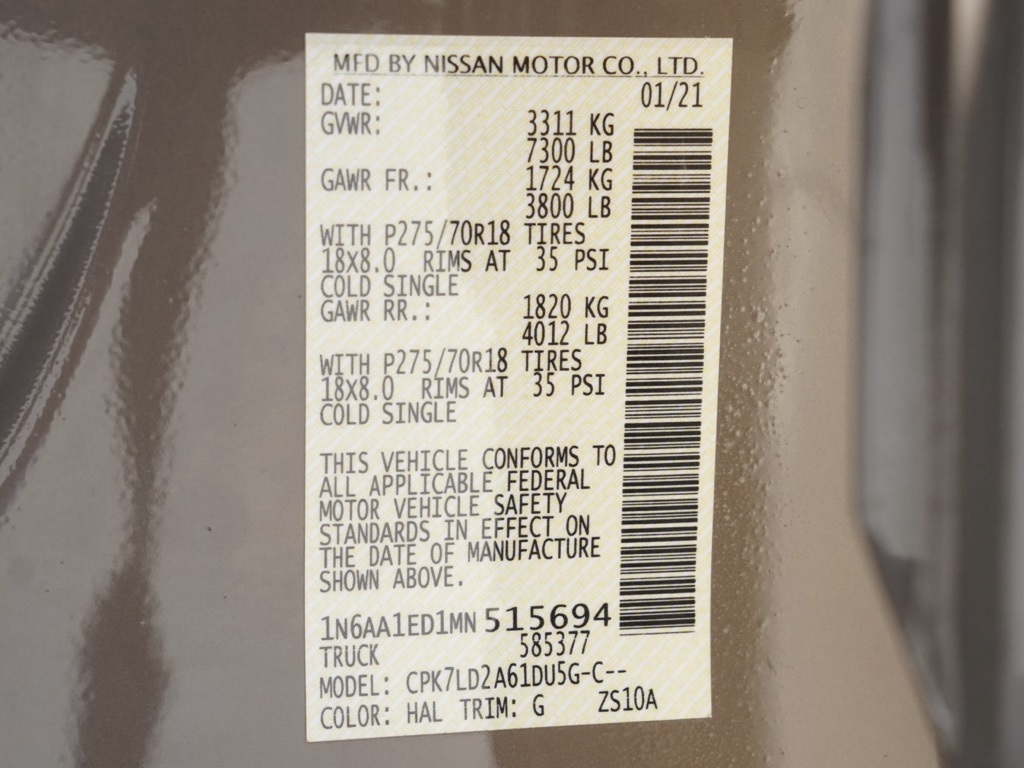 MFD BY NISSAN MOTOR CO., LTD.
DATE: 01/21
GVWR: 3311 KG
7300 LB
GAWR FR.: 1724 KG
3800 LB
WITH P275/70R18 TIRES
18X8.0 RIMS AT 35 PSI
COLD SINGLE
GAWR RR.: 1820 KG
4012 LB
WITH P275/70R18 TIRES
18X8.0 RIMS AT 35 PSI
COLD SINGLE
THIS VEHICLE CONFORMS TO
ALL APPLICABLE FEDERAL
MOTOR VEHICLE SAFETY
STANDARDS IN EFFECT ON
THE DATE OF MANUFACTURE
SHOWN ABOVE.
1N6AA1ED1MN515694
TRUCK 585377
MODEL: CPK7LD2A61DU5G-C--
COLOR: HAL TRIM: G ZS10A